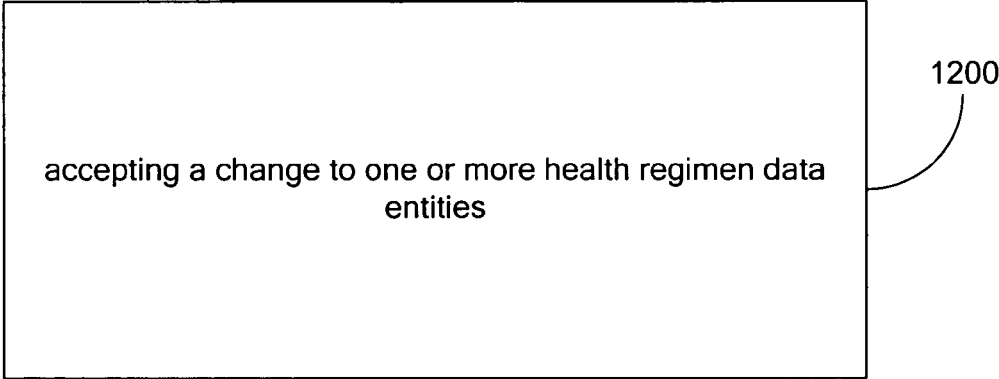 1200
accepting a change to one or more health regimen data
entities